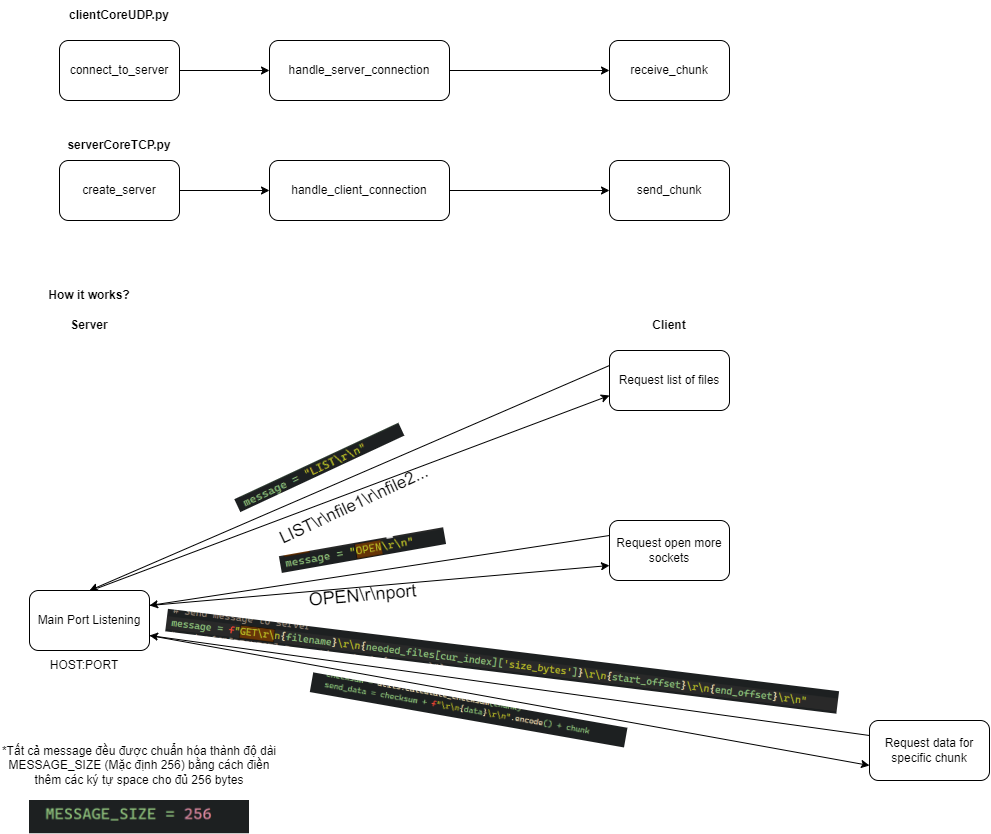 clientCoreUDP.py
connect_to_server
handle_server_connection
receive_chunk
serverCoreTCP.py
create_server
handle_client_connection
send_chunk
How it works?
Server
Client
Request list of files
message = "LIST\r\n"
LIST\r\nfile1\r\nfile2...
Request open more
sockets
message = "OPEN\r\n"
OPEN\r\nport
Main Port Listening
HOST:PORT
# Send message to server
message = f"GET\r\n{filename}\r\n{needed_files[cur_index]['size_bytes']}\r\n{start_offset}\r\n{end_offset}\r\n"
send_data = checksum + f"\r\n{data}\r\n".encode() + chunk
Request data for
specific chunk
*Tất cả message đều được chuẩn hóa thành độ dài
MESSAGE_SIZE (Mặc định 256) bằng cách điền
thêm các ký tự space cho đủ 256 bytes
MESSAGE_SIZE = 256